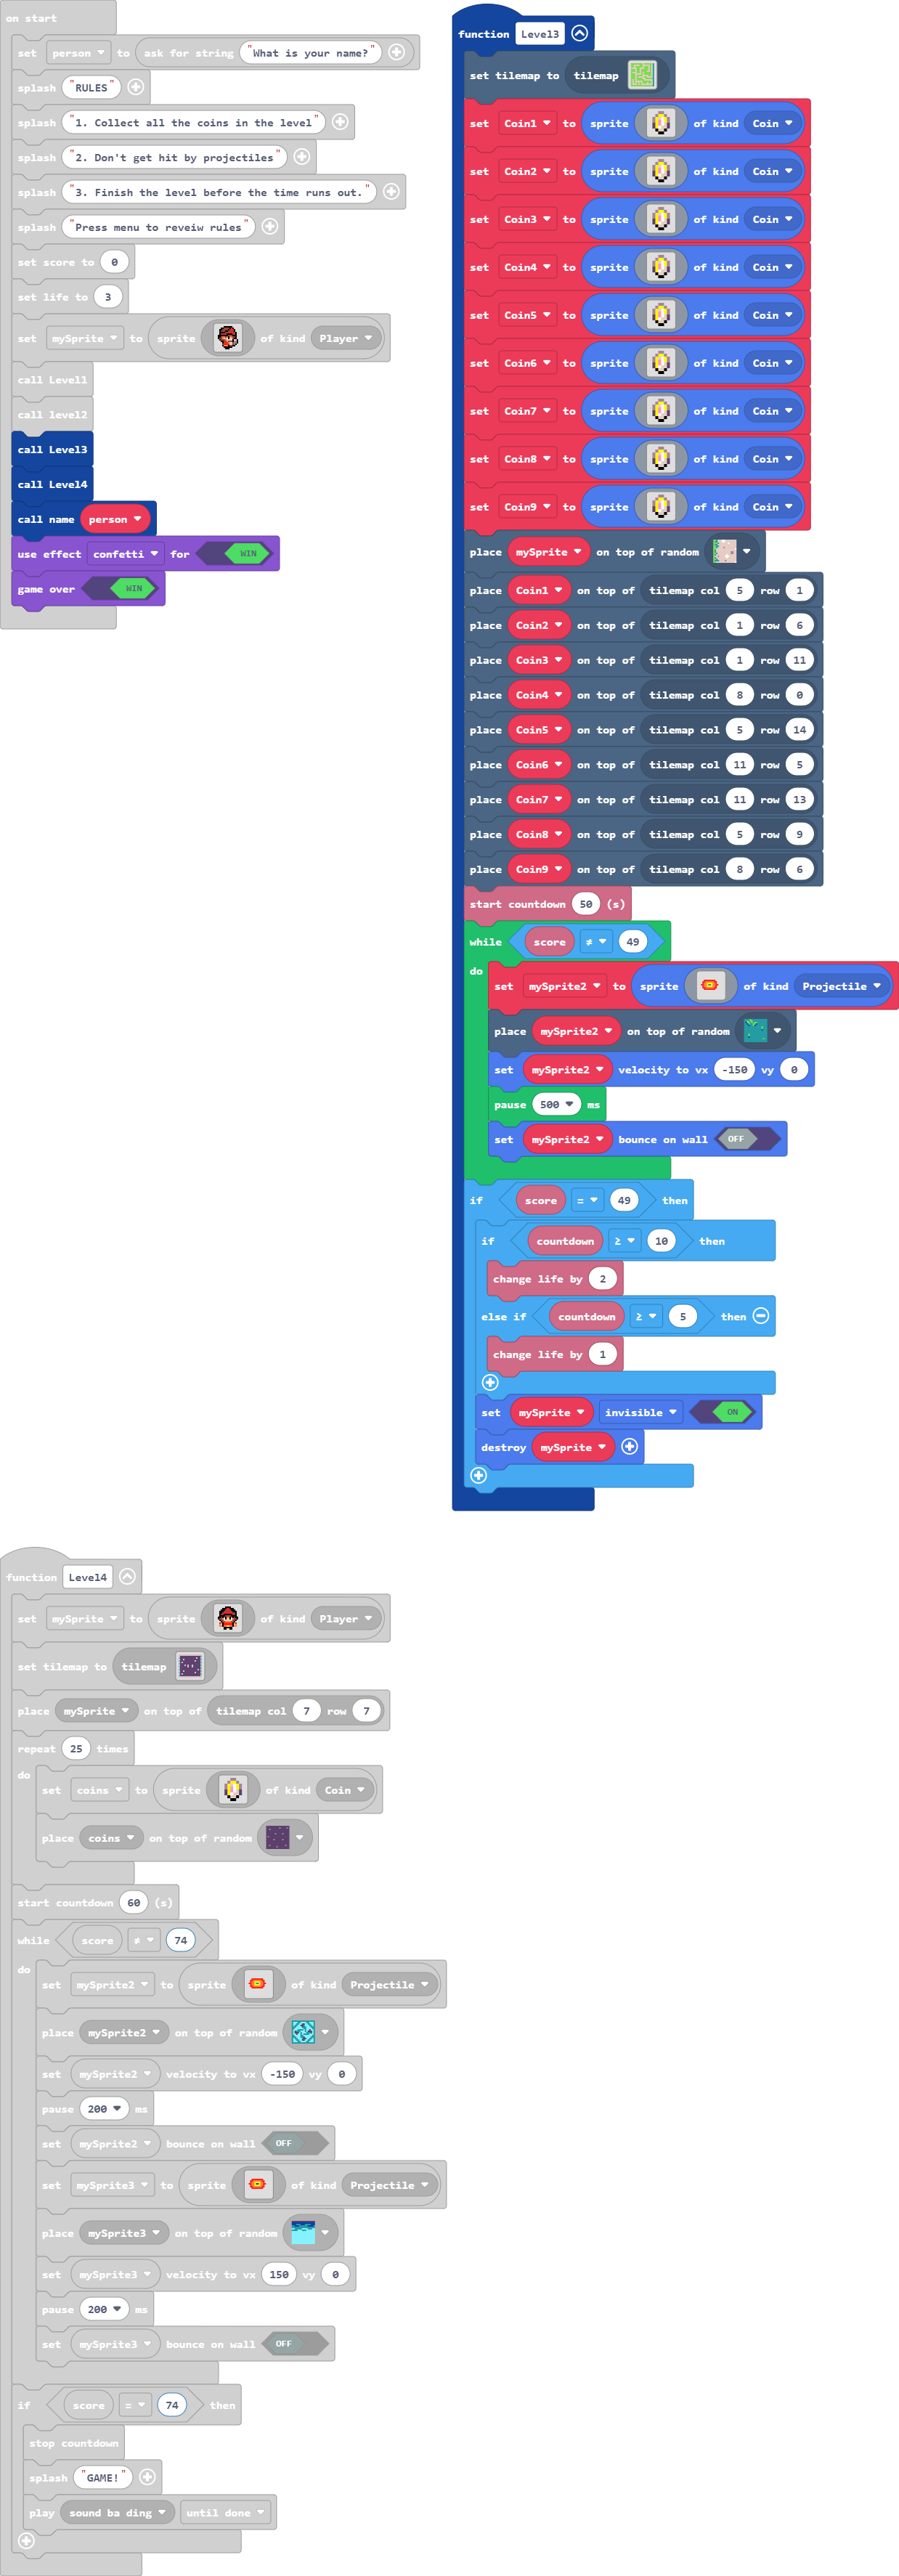 on start
set person to ask for string "What is your name?"
splash "RULES"
splash "1. Collect all the coins in the level"
splash "2. Don't get hit by projectiles"
splash "3. Finish the level before the time runs out."
splash "Press menu to reveiw rules"
set score to 0
set life to 3
set mySprite to sprite of kind Player
call Level1
call level2
call Level3
call Level4
call name person
use effect confetti for WIN
game over WIN
function Level3
set tilemap to tilemap
set Coin1 to sprite of kind Coin
set Coin2 to sprite of kind Coin
set Coin3 to sprite of kind Coin
set Coin4 to sprite of kind Coin
set Coin5 to sprite of kind Coin
set Coin6 to sprite of kind Coin
set Coin7 to sprite of kind Coin
set Coin8 to sprite of kind Coin
set Coin9 to sprite of kind Coin
place mySprite on top of random
place Coin1 on top of tilemap col 5 row 1
place Coin2 on top of tilemap col 1 row 6
place Coin3 on top of tilemap col 1 row 11
place Coin4 on top of tilemap col 8 row 0
place Coin5 on top of tilemap col 5 row 14
place Coin6 on top of tilemap col 11 row 5
place Coin7 on top of tilemap col 11 row 13
place Coin8 on top of tilemap col 5 row 9
place Coin9 on top of tilemap col 8 row 6
start countdown 50 (s)
while score ≠ 49
do
set mySprite2 to sprite of kind Projectile
place mySprite2 on top of random
set mySprite2 velocity to vx -150 vy 0
pause 500 ms
set mySprite2 bounce on wall OFF
if score = 49 then
if countdown ≥ 10 then
change life by 2
else if countdown ≥ 5 then
change life by 1
set mySprite invisible ON
destroy mySprite
function Level4
set mySprite to sprite of kind Player
set tilemap to tilemap
place mySprite on top of tilemap col 7 row 7
repeat 25 times
do
set coins to sprite of kind Coin
place coins on top of random
start countdown 60 (s)
while score ≠ 74
do
set mySprite2 to sprite of kind Projectile
place mySprite2 on top of random
set mySprite2 velocity to vx -150 vy 0
pause 200 ms
set mySprite2 bounce on wall OFF
set mySprite3 to sprite of kind Projectile
place mySprite3 on top of random
set mySprite3 velocity to vx 150 vy 0
pause 200 ms
set mySprite3 bounce on wall OFF
if score = 74 then
stop countdown
splash "GAME!"
play sound ba ding until done